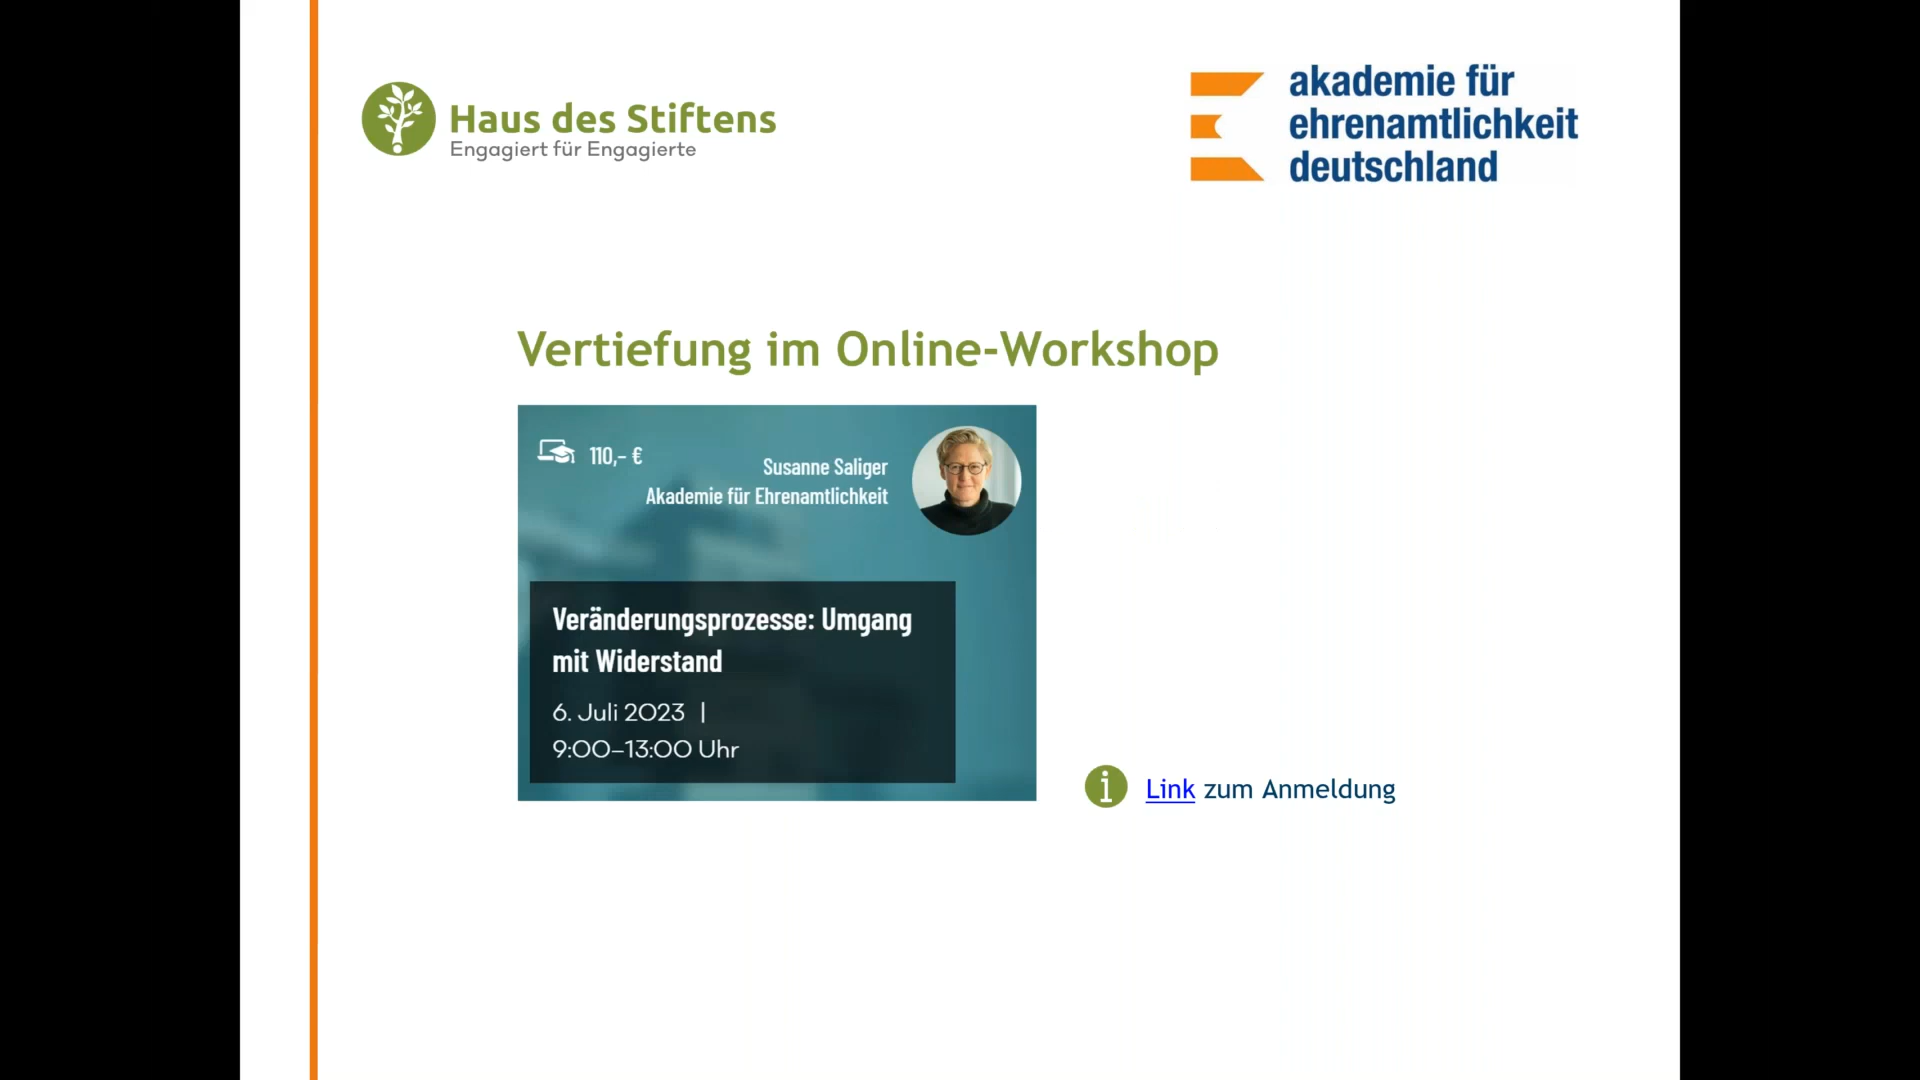 Haus des Stiftens
Engagiert für Engagierte
akademie für
ehrenamtlichkeit
deutschland
Vertiefung im Online-Workshop
110,- €
Susanne Saliger
Akademie für Ehrenamtlichkeit
Veränderungsprozesse: Umgang
mit Widerstand
6. Juli 2023 |
9:00–13:00 Uhr
Link zum Anmeldung